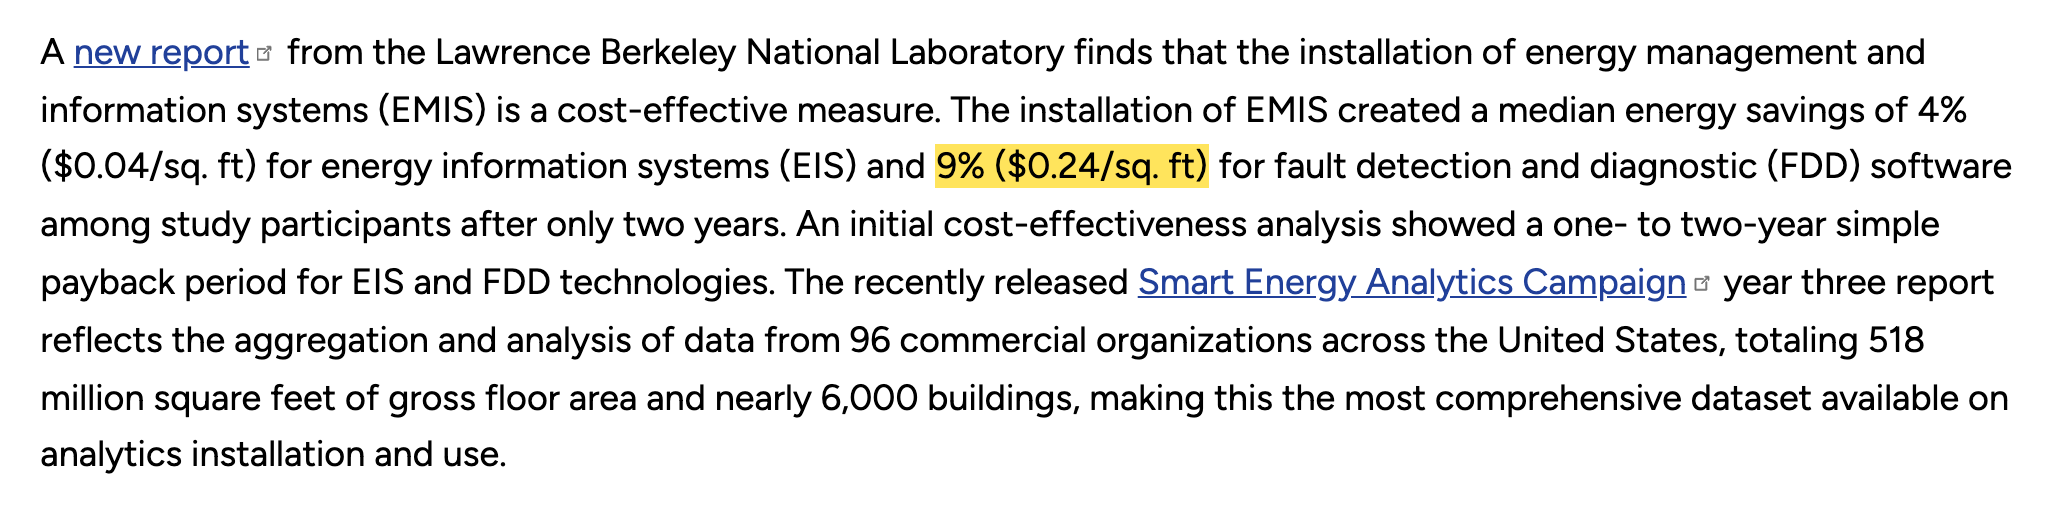 A new report from the Lawrence Berkeley National Laboratory finds that the installation of energy management and
information systems (EMIS) is a cost-effective measure. The installation of EMIS created a median energy savings of 4%
($0.04/sq. ft) for energy information systems (EIS) and 9% ($0.24/sq. ft) for fault detection and diagnostic (FDD) software
among study participants after only two years. An initial cost-effectiveness analysis showed a one- to two-year simple
payback period for EIS and FDD technologies. The recently released Smart Energy Analytics Campaign year three report
reflects the aggregation and analysis of data from 96 commercial organizations across the United States, totaling 518
million square feet of gross floor area and nearly 6,000 buildings, making this the most comprehensive dataset available on
analytics installation and use.